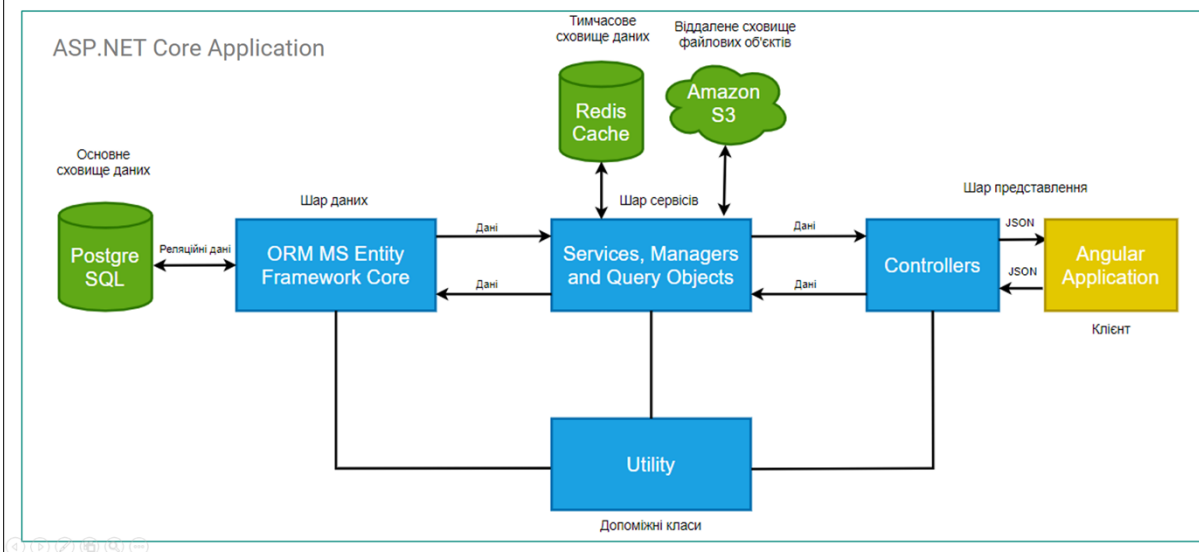 ASP.NET Core Application
Тимчасове
сховище даних
Віддалене сховище
файлових об'єктів
Redis
Cache
Amazon
S3
Основне
сховище даних
Шар даних
Шар сервісів
Шар представлення
Postgre
SQL
Реляційні дані
ORM MS Entity
Framework Core
Дані
Дані
Services, Managers
and Query Objects
Дані
Дані
Controllers
JSON
JSON
Angular
Application
Клієнт
Utility
Допоміжні класи